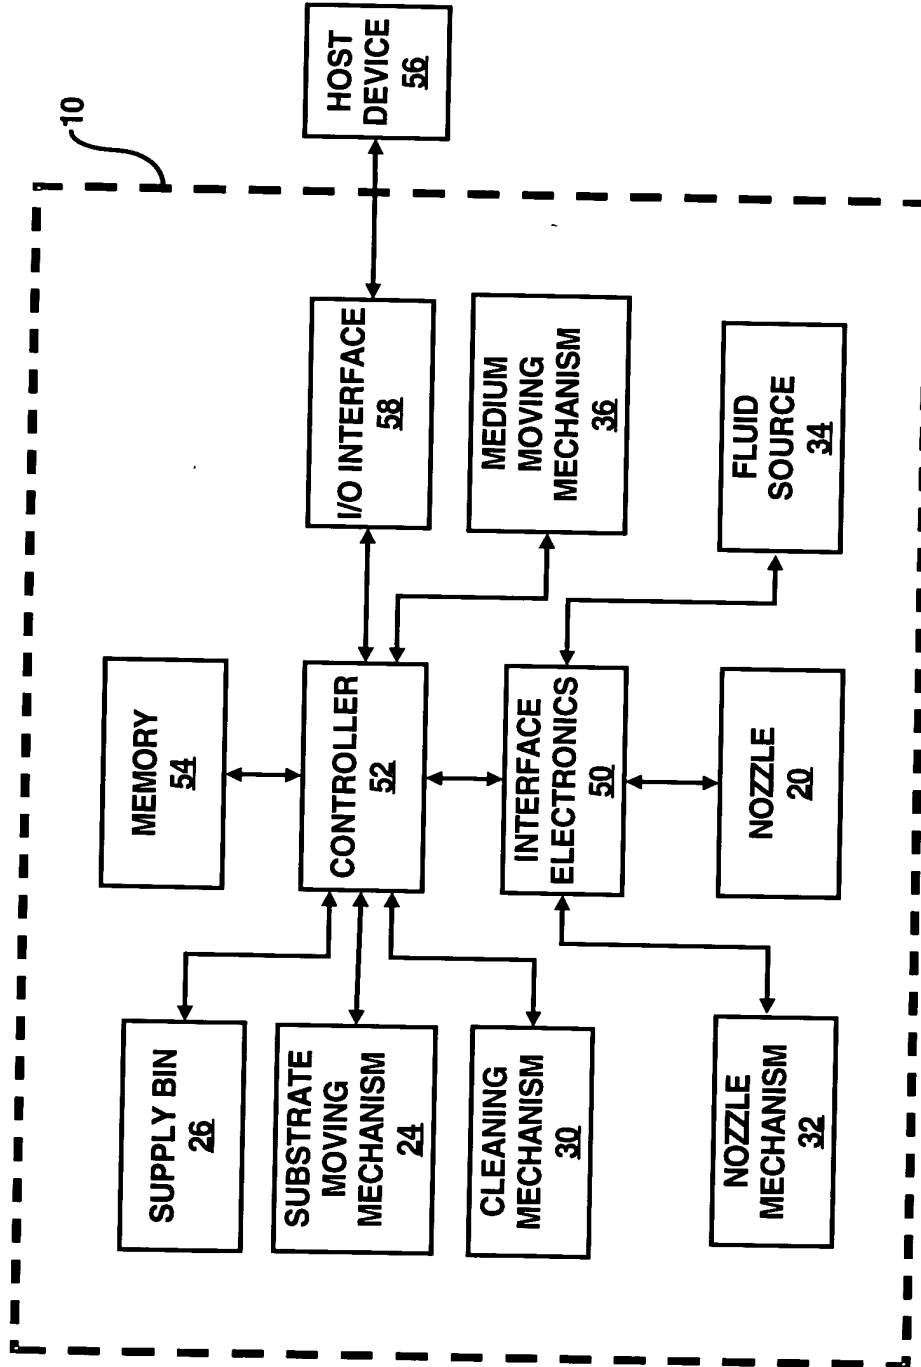 10
SUPPLY BIN
26
MEMORY
54
HOST
DEVICE
56
SUBSTRATE
MOVING
MECHANISM
24
CONTROLLER
52
I/O INTERFACE
58
CLEANING
MECHANISM
30
INTERFACE
ELECTRONICS
50
MEDIUM
MOVING
MECHANISM
36
NOZZLE
MECHANISM
32
NOZZLE
20
FLUID
SOURCE
34